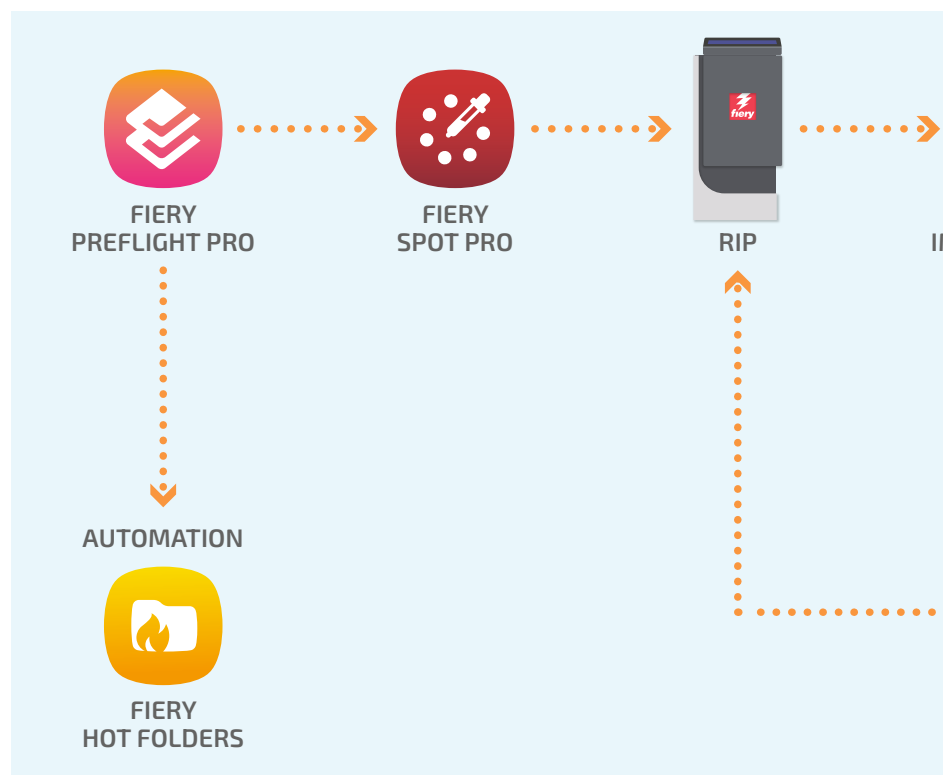 fiery
FIERY
PREFLIGHT PRO
FIERY
SPOT PRO
RIP
AUTOMATION
FIERY
HOT FOLDERS